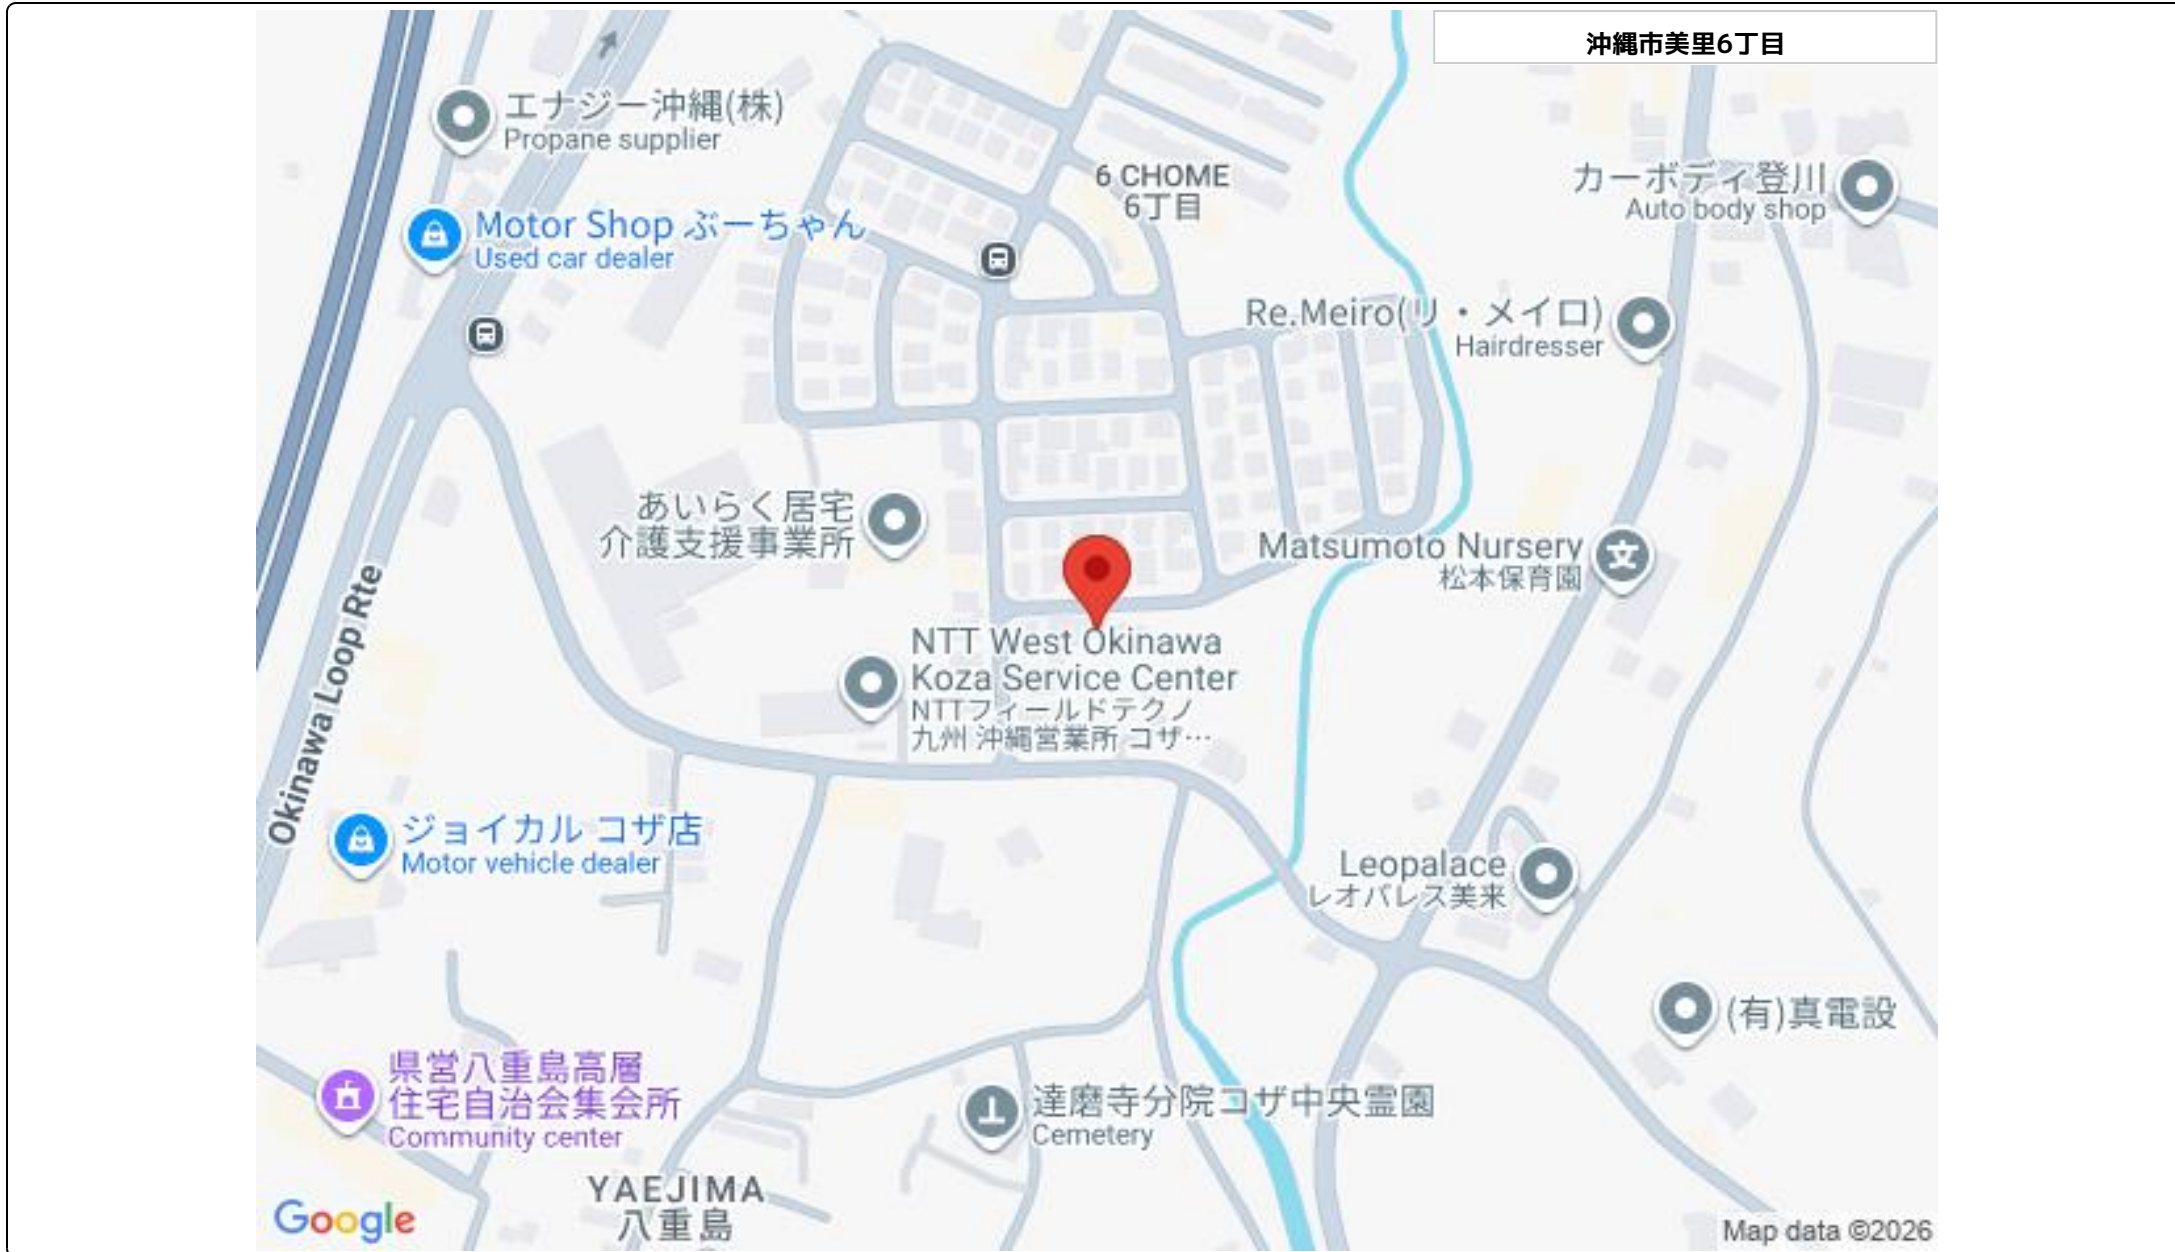 沖縄市美里6丁目
エナジー沖縄(株)
Propane supplier
6 CHOME
6丁目
カーボディ登川
Auto body shop
Motor Shop ぶーちゃん
Used car dealer
Re.Meiro(リ・メイロ)
Hairdresser
あいらく居宅
介護支援事業所
Matsumoto Nursery
松本保育園
文
Okinawa Loop Rte
NTT West Okinawa
Koza Service Center
NTTフィールドテクノ
九州 沖縄営業所 コザ…
ジョイカル コザ店
Motor vehicle dealer
Leopalace
レオパレス美来
(有)真電設
県営八重島高層
住宅自治会集会所
Community center
達磨寺分院コザ中央霊園
Cemetery
YAEJIMA
八重島
Google
Map data ©2026